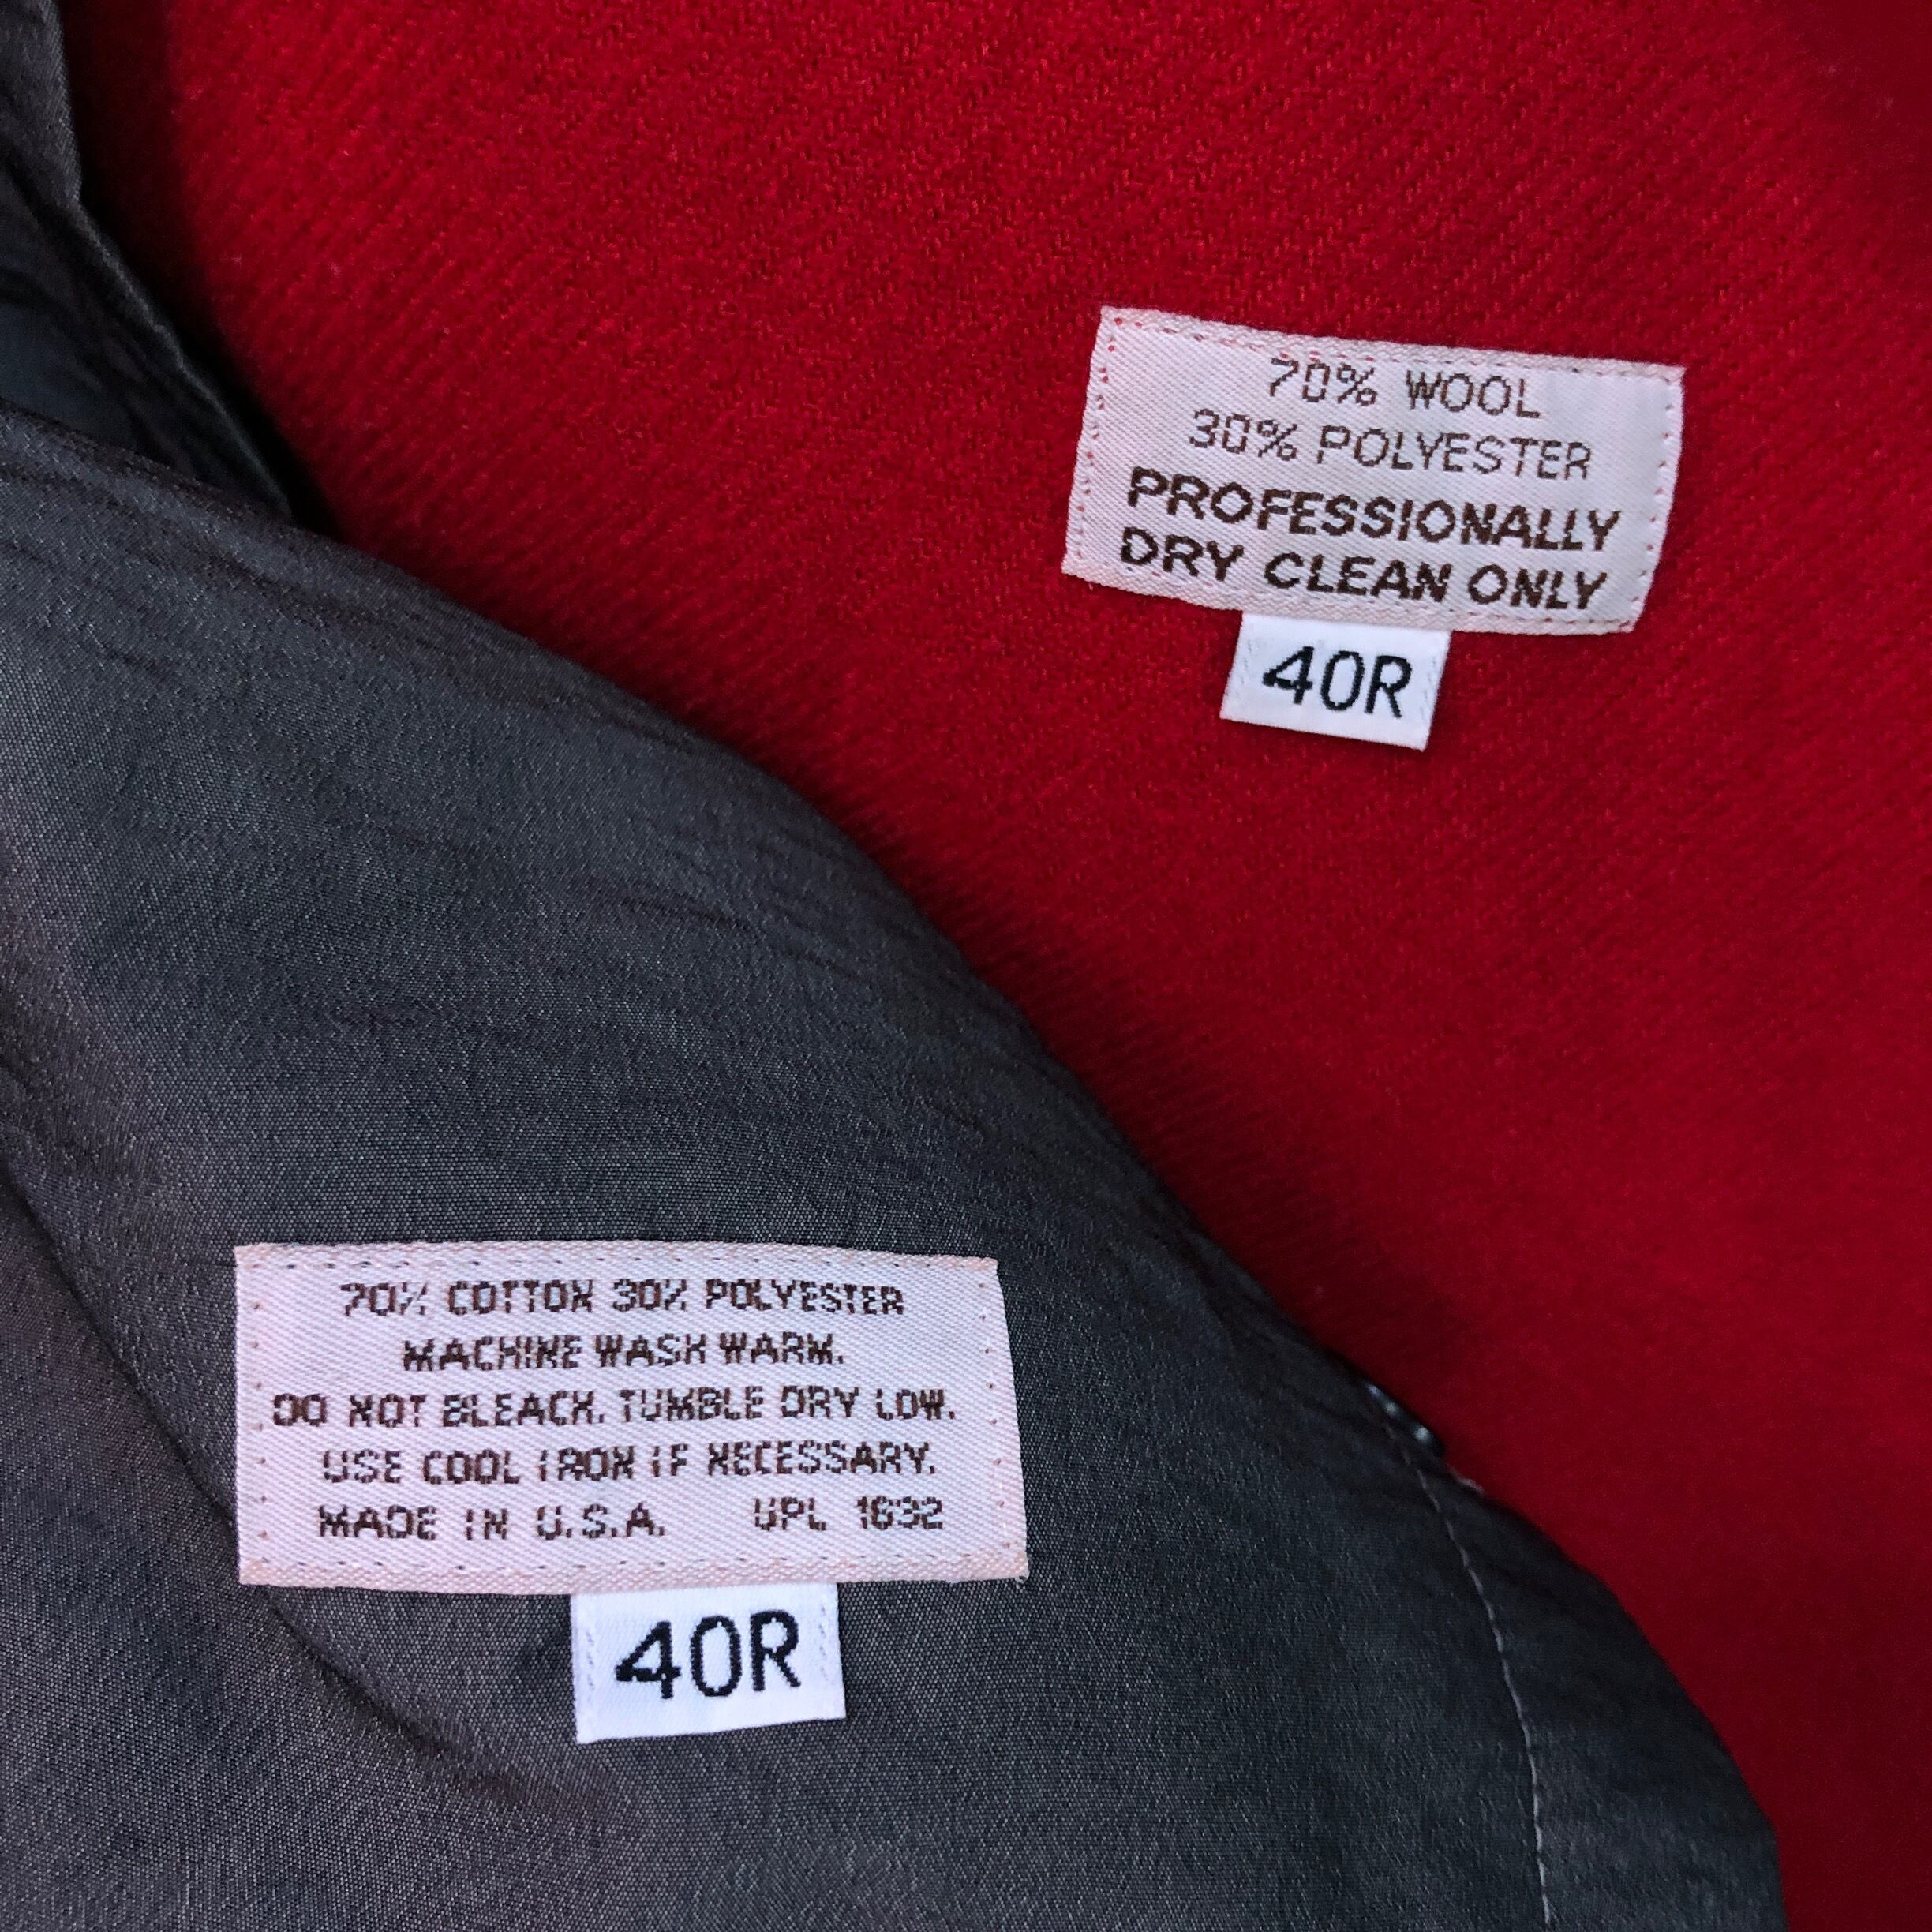 70% WOOL
30% POLYESTER
PROFESSIONALLY
DRY CLEAN ONLY
40R
70% COTTON 30% POLYESTER
MACHINE WASH WARM.
DO NOT BLEACH. TUMBLE DRY LOW.
USE COOL IRON IF NECESSARY.
MADE IN U.S.A. UPL 1632
40R